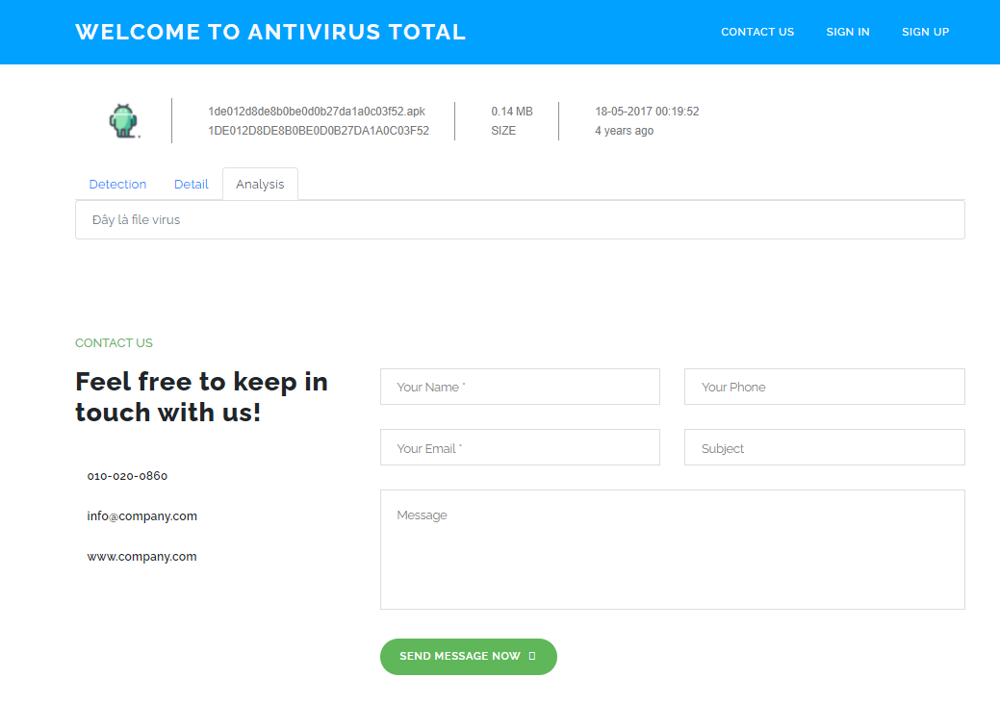 WELCOME TO ANTIVIRUS TOTAL
CONTACT US SIGN IN SIGN UP
1de012d8de8b0be0d0b27da1a0c03f52.apk
1DE012D8DE8B0BE0D0B27DA1A0C03F52
0.14 MB
SIZE
18-05-2017 00:19:52
4 years ago
Detection Detail Analysis
Đây là file virus
CONTACT US
Feel free to keep in
touch with us!
010-020-0860
info@company.com
www.company.com
Your Name *
Your Phone
Your Email *
Subject
Message
SEND MESSAGE NOW